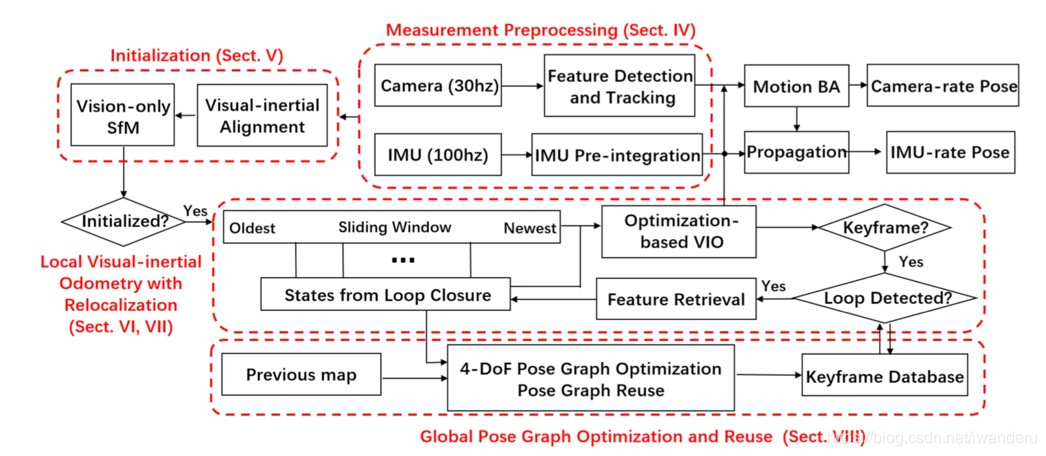 Measurement Preprocessing (Sect. IV)
Initialization (Sect. V)
Vision-only
SfM
Visual-inertial
Alignment
Camera (30hz)
Feature Detection
and Tracking
IMU (100hz)
IMU Pre-integration
Motion BA
Camera-rate Pose
Propagation
IMU-rate Pose
Initialized?
Yes
Local Visual-inertial
Odometry with
Relocalization
(Sect. VI, VII)
Oldest
Sliding Window
Newest
...
States from Loop Closure
Optimization-
based VIO
Keyframe?
Yes
Loop Detected?
Yes
Feature Retrieval
Previous map
4-DoF Pose Graph Optimization
Pose Graph Reuse
Keyframe Database
Global Pose Graph Optimization and Reuse (Sect. VIII)
https://blog.csdn.net/iwanderu